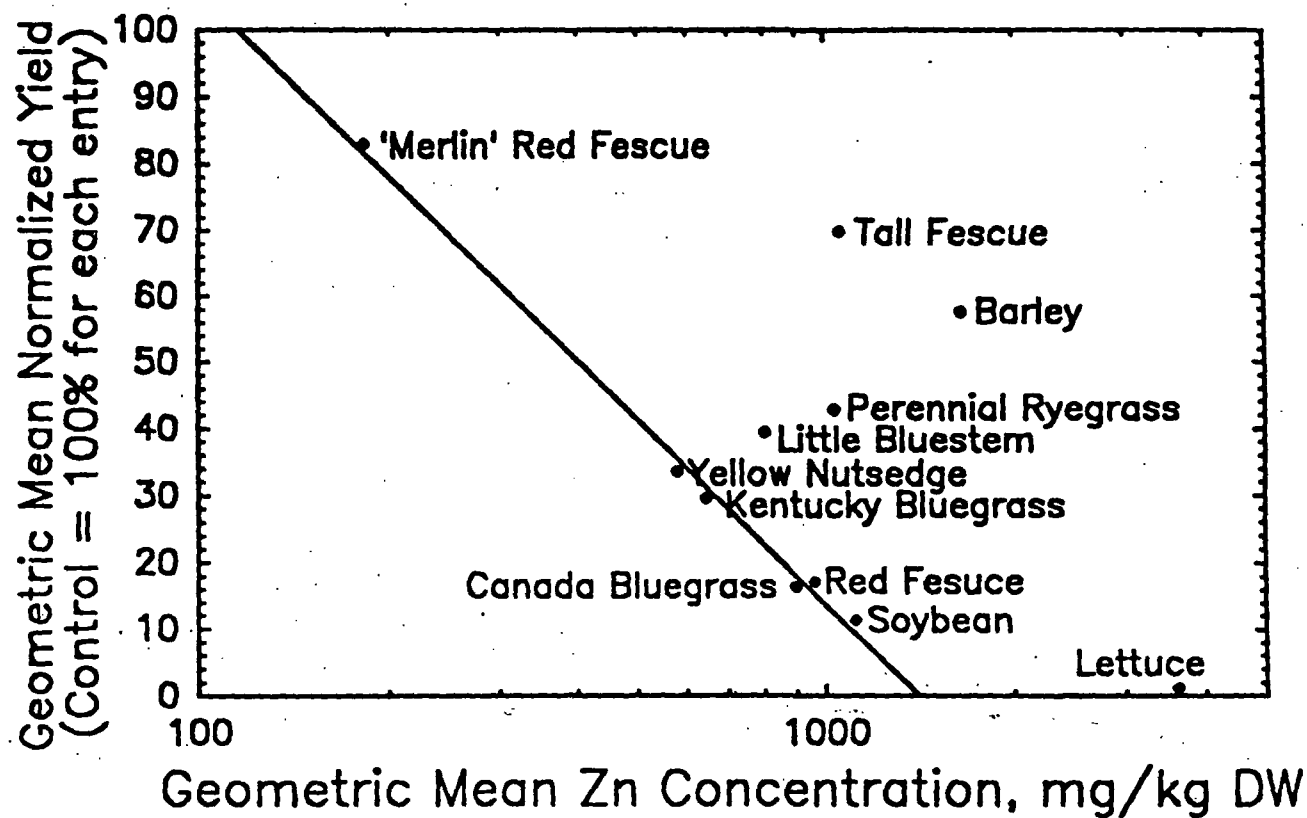 Geometric Mean Normalized Yield
(Control = 100% for each entry)
100
90
80
70
60
50
40
30
20
10
0
'Merlin' Red Fescue
Tall Fescue
Barley
Perennial Ryegrass
Little Bluestem
Yellow Nutsedge
Kentucky Bluegrass
Canada Bluegrass
Red Fesuce
Soybean
Lettuce
100
1000
Geometric Mean Zn Concentration, mg/kg DW